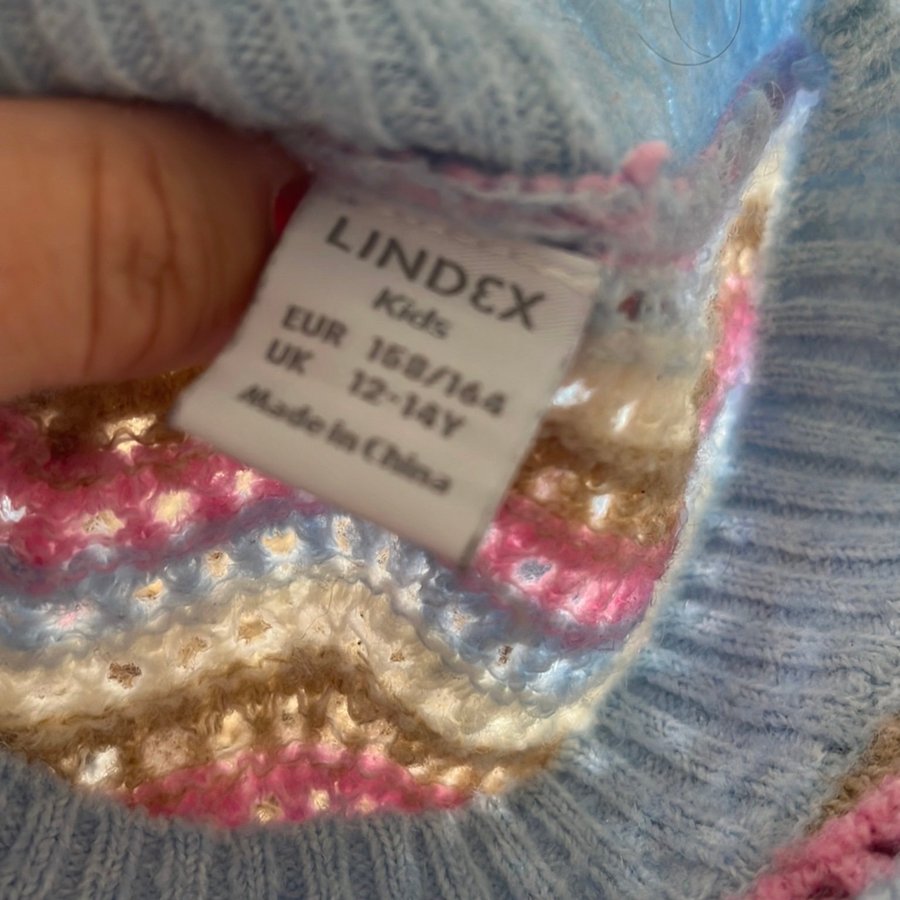 LINDEX
Kids
EUR 158/164
UK 12-14Y
Made in China